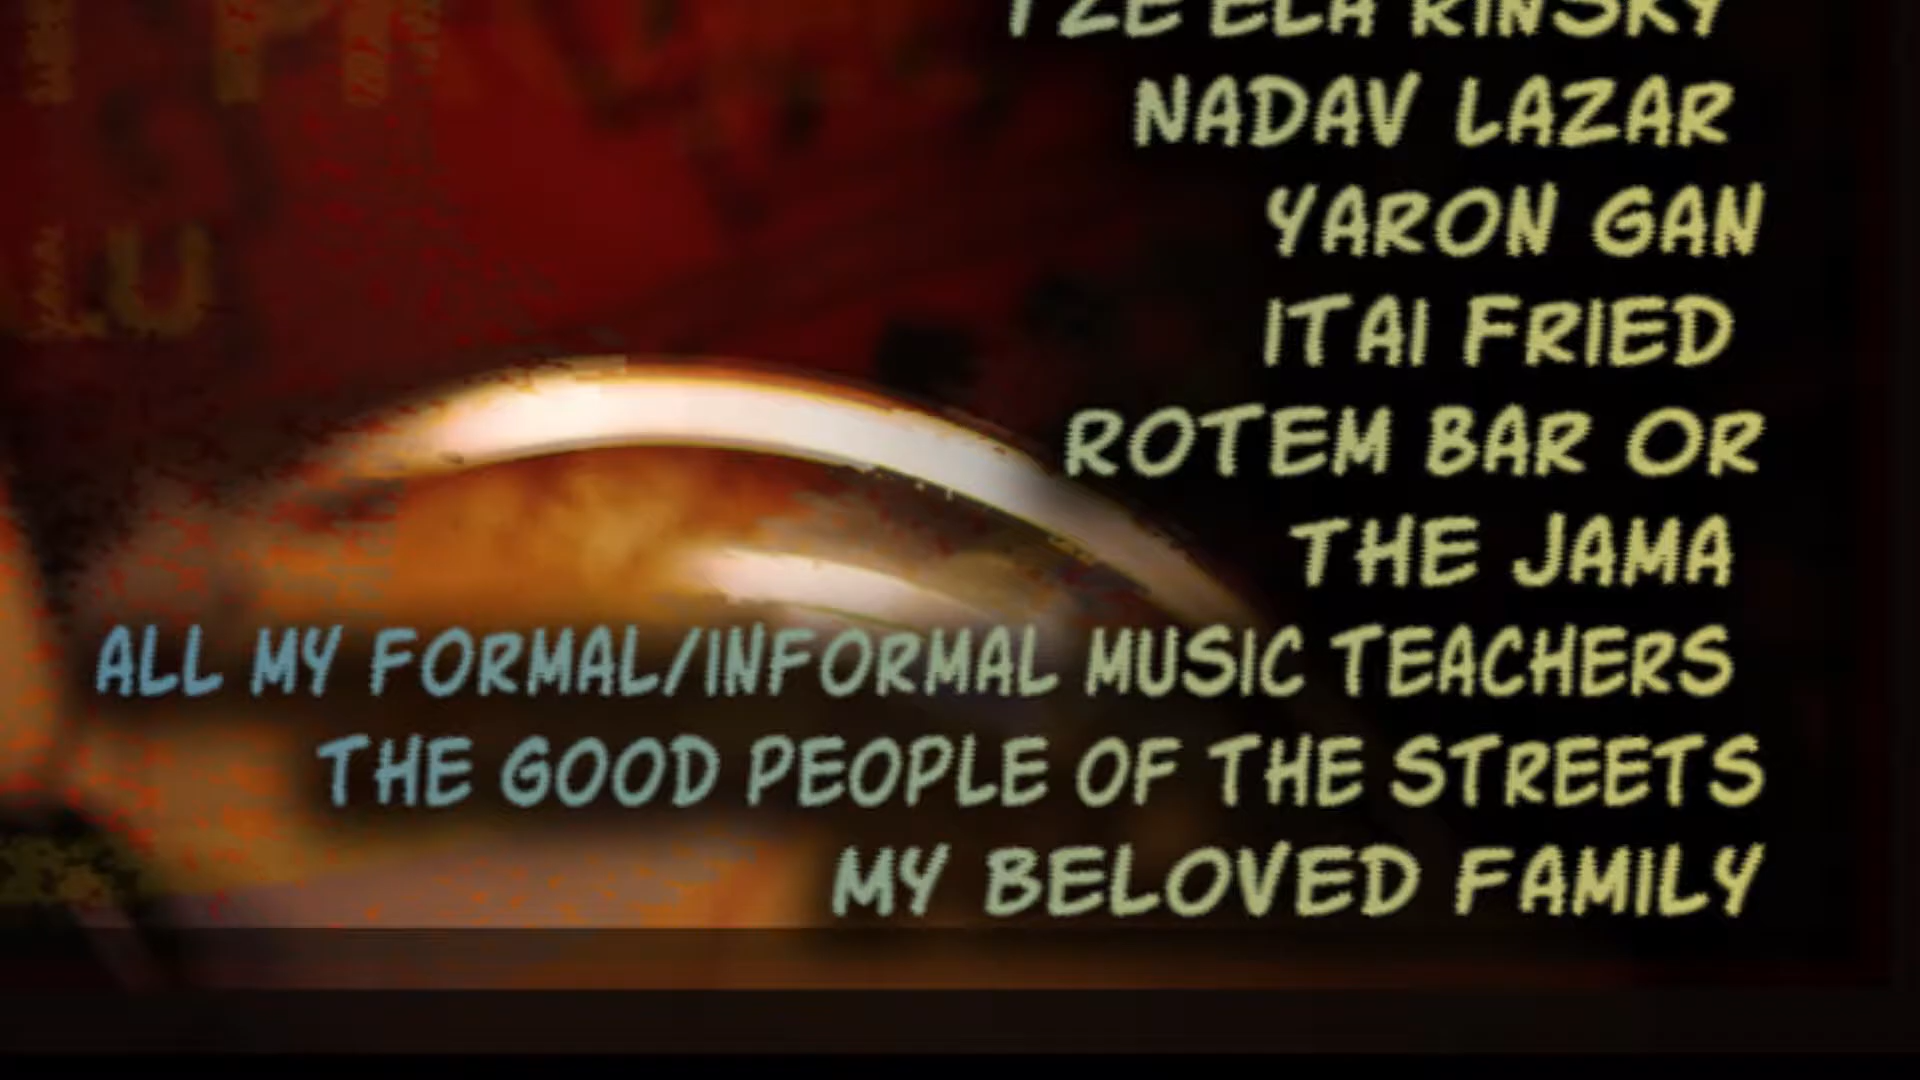 RINSKY
NADAV LAZAR
YARON GAN
ITAI FRIED
ROTEM BAR OR
THE JAMA
ALL MY FORMAL/INFORMAL MUSIC TEACHERS
THE GOOD PEOPLE OF THE STREETS
MY BELOVED FAMILY